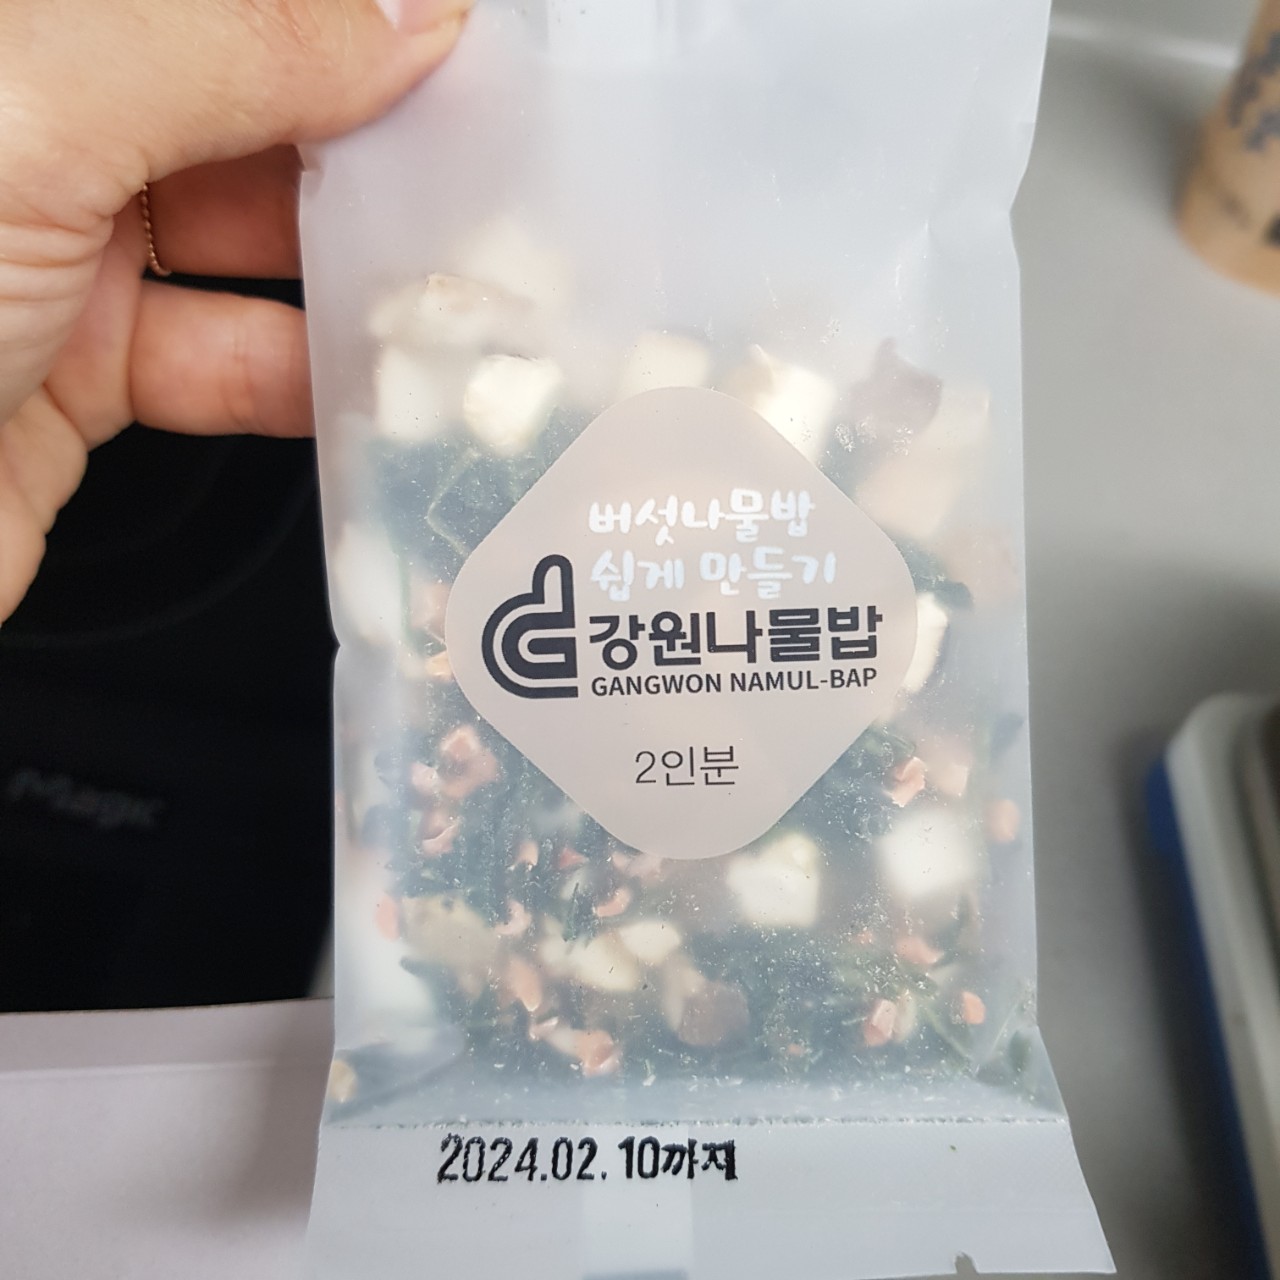 버섯나물밥
쉽게 만들기
강원나물밥
GANGWON NAMUL-BAP
2인분
2024.02.10까지
Magic